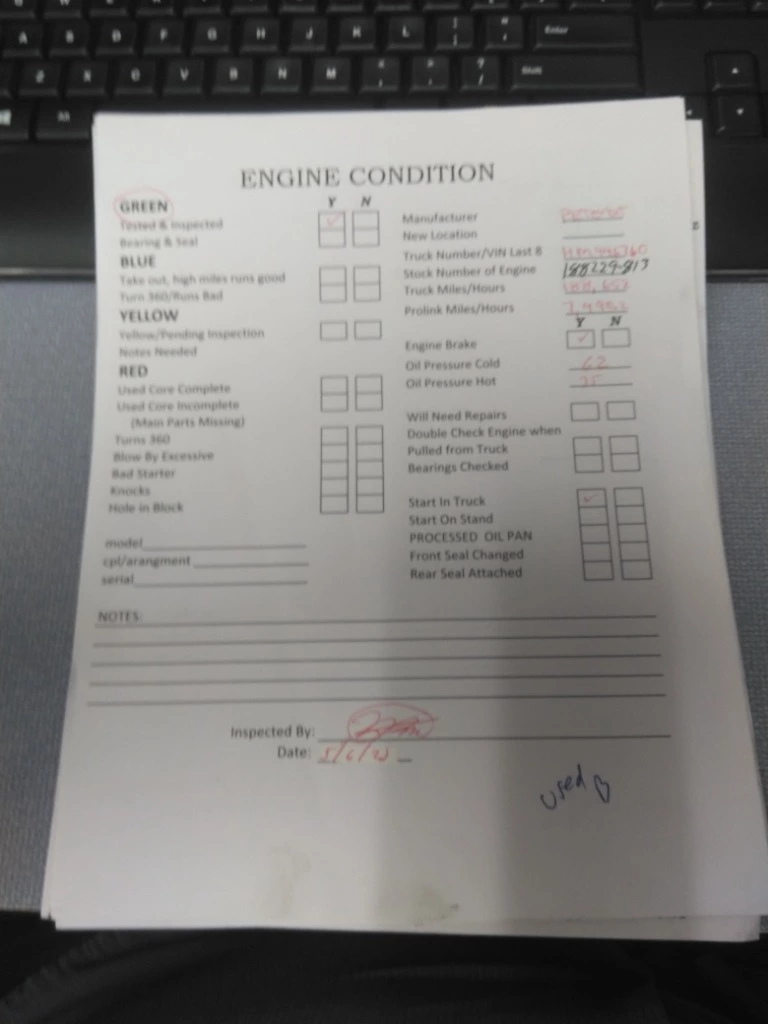 ENGINE CONDITION
GREEN Y N
Tested & Inspected
Bearing & Seal
BLUE
Take out, high miles runs good
Turn 360/Runs Bad
YELLOW
Yellow/Pending Inspection
Notes Needed
RED
Used Core Complete
Used Core Incomplete
(Main Parts Missing)
Turns 360
Blow By Excessive
Bad Starter
Knocks
Hole in Block
model
cpl/arangment
serial
Manufacturer
New Location
Truck Number/VIN Last 8
Stock Number of Engine 188229-813
Truck Miles/Hours
Prolink Miles/Hours
Y N
Engine Brake
Oil Pressure Cold 62
Oil Pressure Hot 35
Will Need Repairs
Double Check Engine when
Pulled from Truck
Bearings Checked
Start In Truck
Start On Stand
PROCESSED OIL PAN
Front Seal Changed
Rear Seal Attached
NOTES:
Inspected By:
Date: 5/6/23
used